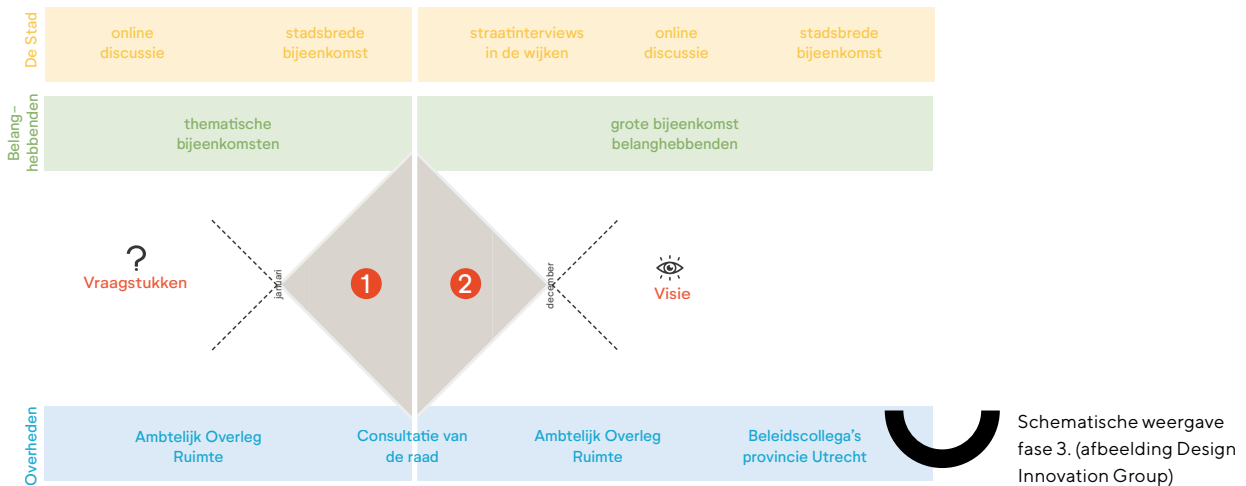 De Stad
online
discussie
stadsbrede
bijeenkomst
straatinterviews
in de wijken
online
discussie
stadsbrede
bijeenkomst
Belang-
hebbenden
thematische
bijeenkomsten
grote bijeenkomst
belanghebbenden
?
Vraagstukken
januari
1
2
december
Visie
Overheden
Ambtelijk Overleg
Ruimte
Consultatie van
de raad
Ambtelijk Overleg
Ruimte
Beleidscollega's
provincie Utrecht
Schematische weergave
fase 3. (afbeelding Design
Innovation Group)